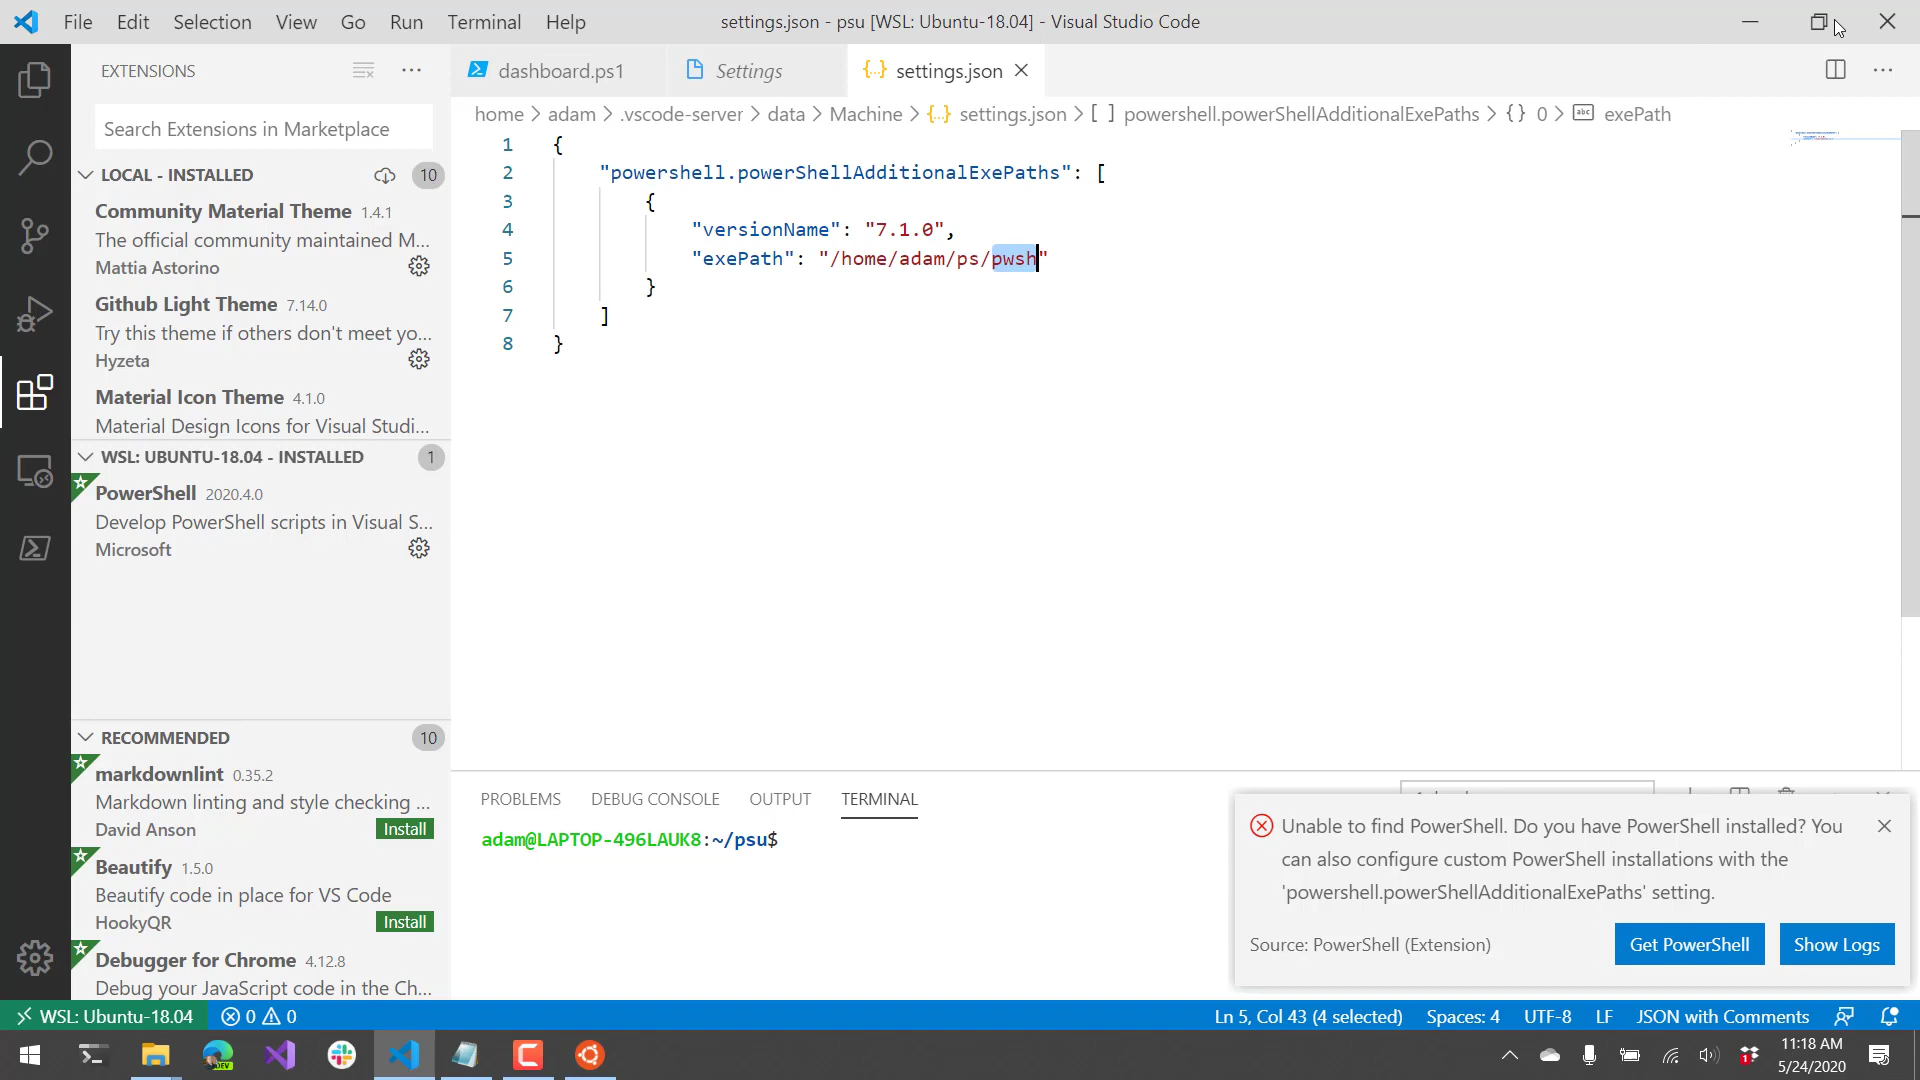 File Edit Selection View Go Run Terminal Help
settings.json - psu [WSL: Ubuntu-18.04] - Visual Studio Code
EXTENSIONS
Search Extensions in Marketplace
LOCAL - INSTALLED 10
Community Material Theme 1.4.1
The official community maintained M...
Mattia Astorino
Github Light Theme 7.14.0
Try this theme if others don't meet yo...
Hyzeta
Material Icon Theme 4.1.0
Material Design Icons for Visual Studi...
WSL: UBUNTU-18.04 - INSTALLED 1
PowerShell 2020.4.0
Develop PowerShell scripts in Visual S...
Microsoft
RECOMMENDED 10
markdownlint 0.35.2
Markdown linting and style checking ...
David Anson Install
Beautify 1.5.0
Beautify code in place for VS Code
HookyQR Install
Debugger for Chrome 4.12.8
Debug your JavaScript code in the Ch...
dashboard.ps1 Settings settings.json
home > adam > .vscode-server > data > Machine > {..} settings.json > [ ] powershell.powerShellAdditionalExePaths > {} 0 > abc exePath
1 {
2 "powershell.powerShellAdditionalExePaths": [
3 {
4 "versionName": "7.1.0",
5 "exePath": "/home/adam/ps/pwsh"
6 }
7 ]
8 }
PROBLEMS DEBUG CONSOLE OUTPUT TERMINAL
adam@LAPTOP-496LAUK8:~/psu$
Unable to find PowerShell. Do you have PowerShell installed? You
can also configure custom PowerShell installations with the
'powershell.powerShellAdditionalExePaths' setting.
Source: PowerShell (Extension) Get PowerShell Show Logs
WSL: Ubuntu-18.04 0 0 Ln 5, Col 43 (4 selected) Spaces: 4 UTF-8 LF JSON with Comments
DEV
1
11:18 AM
5/24/2020